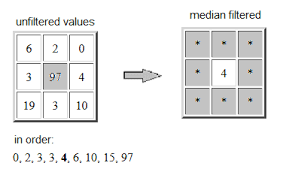 unfiltered values
6 2 0
3 97 4
19 3 10
median filtered
* * *
* 4 *
* * *
in order:
0, 2, 3, 3, 4, 6, 10, 15, 97